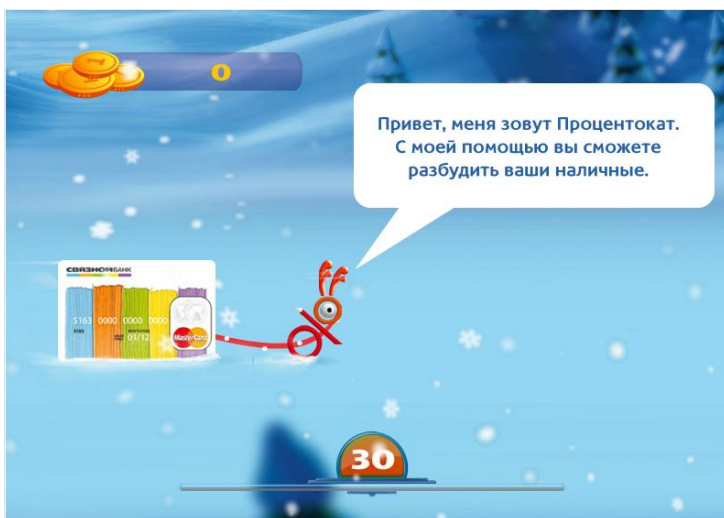 0
Привет, меня зовут Процентокат.
С моей помощью вы сможете
разбудить ваши наличные.
СВЯЗНОЙ БАНК
5163 0000 0000 0000
5163
01/12
MasterCard
30